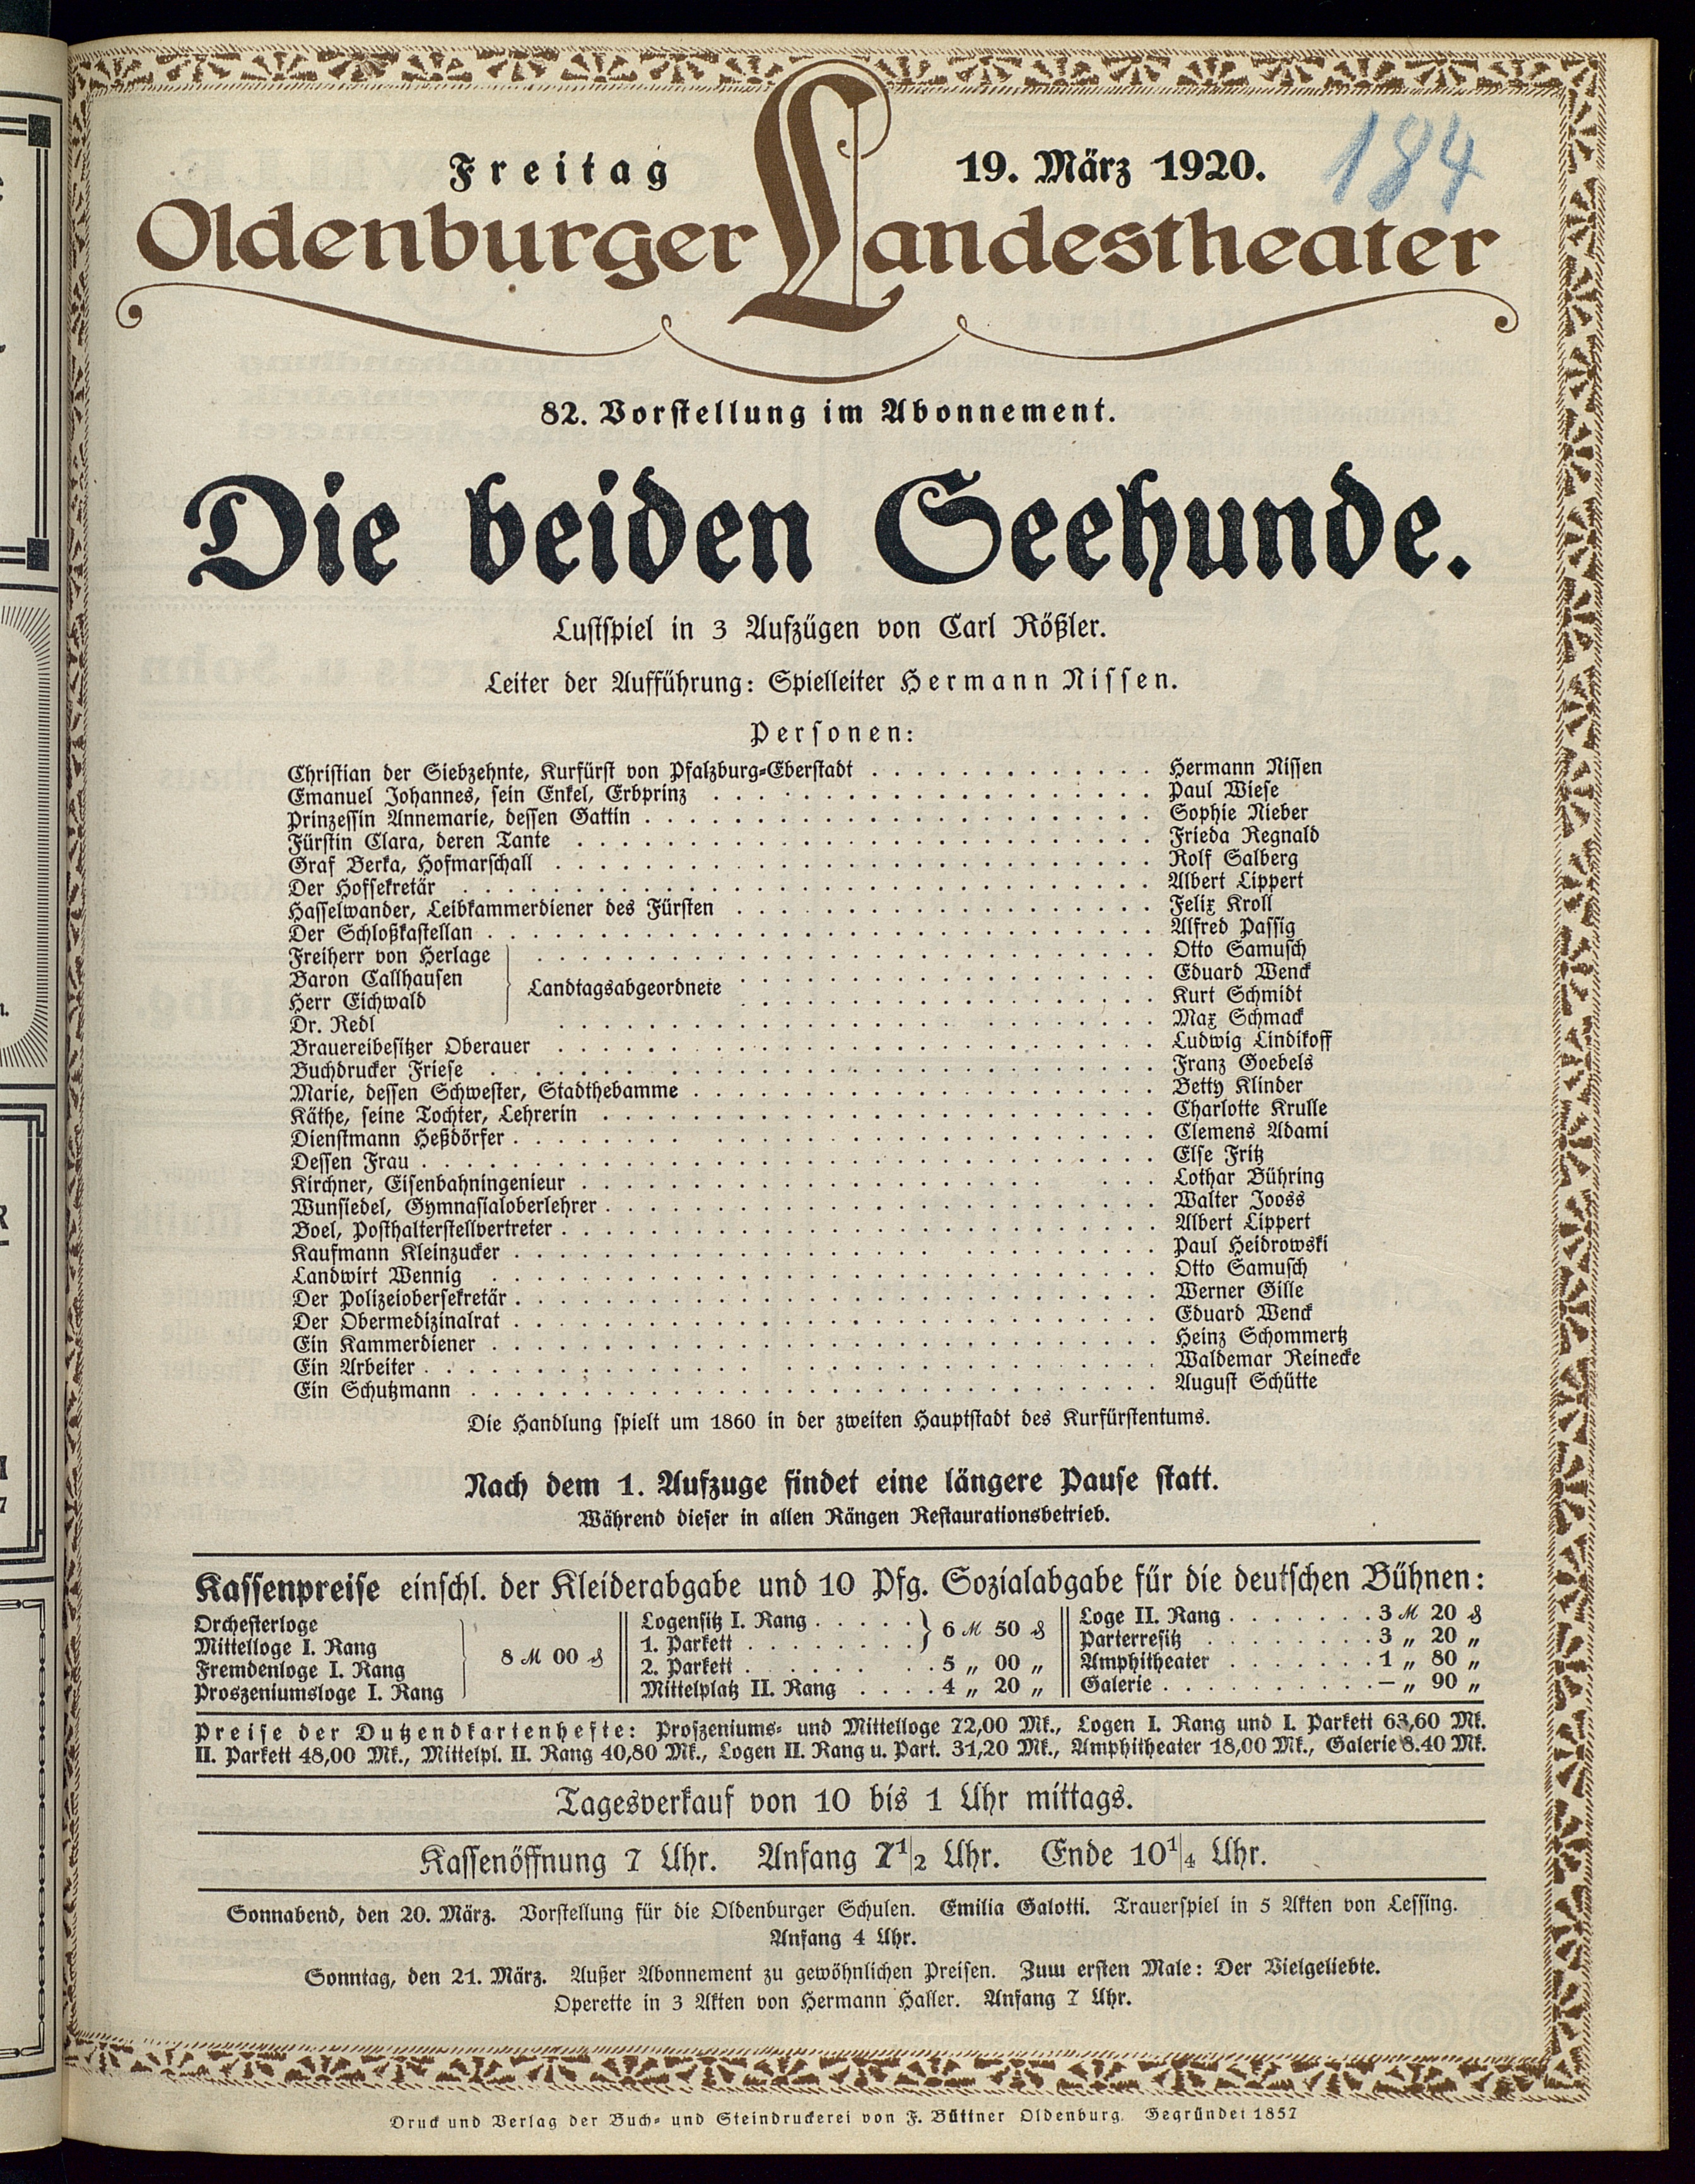 Freitag 19. März 1920.
184
Oldenburger Landestheater
82. Vorstellung im Abonnement.
Die beiden Seehunde.
Lustspiel in 3 Aufzügen von Carl Rößler.
Leiter der Aufführung: Spielleiter Hermann Nissen.
Personen:
Christian der Siebzehnte, Kurfürst von Pfalzburg-Eberstadt . . . . . . . . . . . . . Hermann Nissen
Emanuel Johannes, sein Enkel, Erbprinz . . . . . . . . . . . . . . . . . . . . Paul Wiese
Prinzessin Annemarie, dessen Gattin . . . . . . . . . . . . . . . . . . . . . . . Sophie Nieber
Fürstin Clara, deren Tante . . . . . . . . . . . . . . . . . . . . . . . . . . Frieda Regnald
Graf Berka, Hofmarschall . . . . . . . . . . . . . . . . . . . . . . . . . . . Rolf Salberg
Der Hofsekretär . . . . . . . . . . . . . . . . . . . . . . . . . . . . . . . Albert Lippert
Hasselwander, Leibkammerdiener des Fürsten . . . . . . . . . . . . . . . . . . . Felix Kroll
Der Schloßkastellan . . . . . . . . . . . . . . . . . . . . . . . . . . . . . . Alfred Passig
Freiherr von Herlage . . . . . . . . . . . . . . . . . . . . . . . . . . . . Otto Samusch
Baron Callhausen Landtagsabgeordnete . . . . . . . . . . . . . . . . . . . Eduard Wenck
Herr Eichwald . . . . . . . . . . . . . . . . . . . Kurt Schmidt
Dr. Redl . . . . . . . . . . . . . . . . . . . . . . . . . . . Max Schmack
Brauereibesitzer Oberauer . . . . . . . . . . . . . . . . . . . . . . . . . . . Ludwig Lindikoff
Buchdrucker Friese . . . . . . . . . . . . . . . . . . . . . . . . . . . . . . Franz Goebels
Marie, dessen Schwester, Stadthebamme . . . . . . . . . . . . . . . . . . . . . Betty Klinder
Käthe, seine Tochter, Lehrerin . . . . . . . . . . . . . . . . . . . . . . . . . Charlotte Krulle
Dienstmann Heßdörfer . . . . . . . . . . . . . . . . . . . . . . . . . . . . . Clemens Adami
Dessen Frau . . . . . . . . . . . . . . . . . . . . . . . . . . . . . . . . . Else Fritz
Kirchner, Eisenbahningenieur . . . . . . . . . . . . . . . . . . . . . . . . Lothar Bühring
Wunsiedel, Gymnasialoberlehrer . . . . . . . . . . . . . . . . . . . . . . . . . Walter Jooss
Boel, Posthalterstellvertreter . . . . . . . . . . . . . . . . . . . . . . . . . . . Albert Lippert
Kaufmann Kleinzucker . . . . . . . . . . . . . . . . . . . . . . . . . . . . . Paul Heidrowski
Landwirt Wennig . . . . . . . . . . . . . . . . . . . . . . . . . . . . . . Otto Samusch
Der Polizeiobersekretär . . . . . . . . . . . . . . . . . . . . . . . . . . . . . Werner Gille
Der Obermedizinalrat . . . . . . . . . . . . . . . . . . . . . . . . . . . . . Eduard Wenck
Ein Kammerdiener . . . . . . . . . . . . . . . . . . . . . . . . . . . . . . Heinz Schommertz
Ein Arbeiter . . . . . . . . . . . . . . . . . . . . . . . . . . . . . . . . . Waldemar Reinecke
Ein Schutzmann . . . . . . . . . . . . . . . . . . . . . . . . . . . . . . . August Schütte
Die Handlung spielt um 1860 in der zweiten Hauptstadt des Kurfürstentums.
Nach dem 1. Aufzuge findet eine längere Pause statt.
Während dieser in allen Rängen Restaurationsbetrieb.
Kassenpreise einschl. der Kleiderabgabe und 10 Pfg. Sozialabgabe für die deutschen Bühnen:
Orchesterloge
Mittelloge I. Rang
Fremdenloge I. Rang
Proszeniumsloge I. Rang
8 ℳ 00 ₰
Logensitz I. Rang . . . . .
1. Parkett . . . . . . . .
6 ℳ 50 ₰
2. Parkett . . . . . . . . 5 „ 00 „
Mittelplatz II. Rang . . . . 4 „ 20 „
Loge II. Rang . . . . . . . 3 ℳ 20 ₰
Parterresitz . . . . . . . . 3 „ 20 „
Amphitheater . . . . . . . 1 „ 80 „
Galerie . . . . . . . . . . — „ 90 „
Preise der Dutzendkartenhefte: Proszeniums- und Mittelloge 72,00 Mk., Logen I. Rang und I. Parkett 63,60 Mk.
II. Parkett 48,00 Mk., Mittelpl. II. Rang 40,80 Mk., Logen II. Rang u. Part. 31,20 Mk., Amphitheater 18,00 Mk., Galerie 8.40 Mk.
Tagesverkauf von 10 bis 1 Uhr mittags.
Kassenöffnung 7 Uhr. Anfang 7 1/2 Uhr. Ende 10 1/4 Uhr.
Sonnabend, den 20. März. Vorstellung für die Oldenburger Schulen. Emilia Galotti. Trauerspiel in 5 Akten von Lessing.
Anfang 4 Uhr.
Sonntag, den 21. März. Außer Abonnement zu gewöhnlichen Preisen. Zum ersten Male: Der Vielgeliebte.
Operette in 3 Akten von Hermann Haller. Anfang 7 Uhr.
Druck und Verlag der Buch- und Steindruckerei von F. Büttner Oldenburg. Gegründet 1857